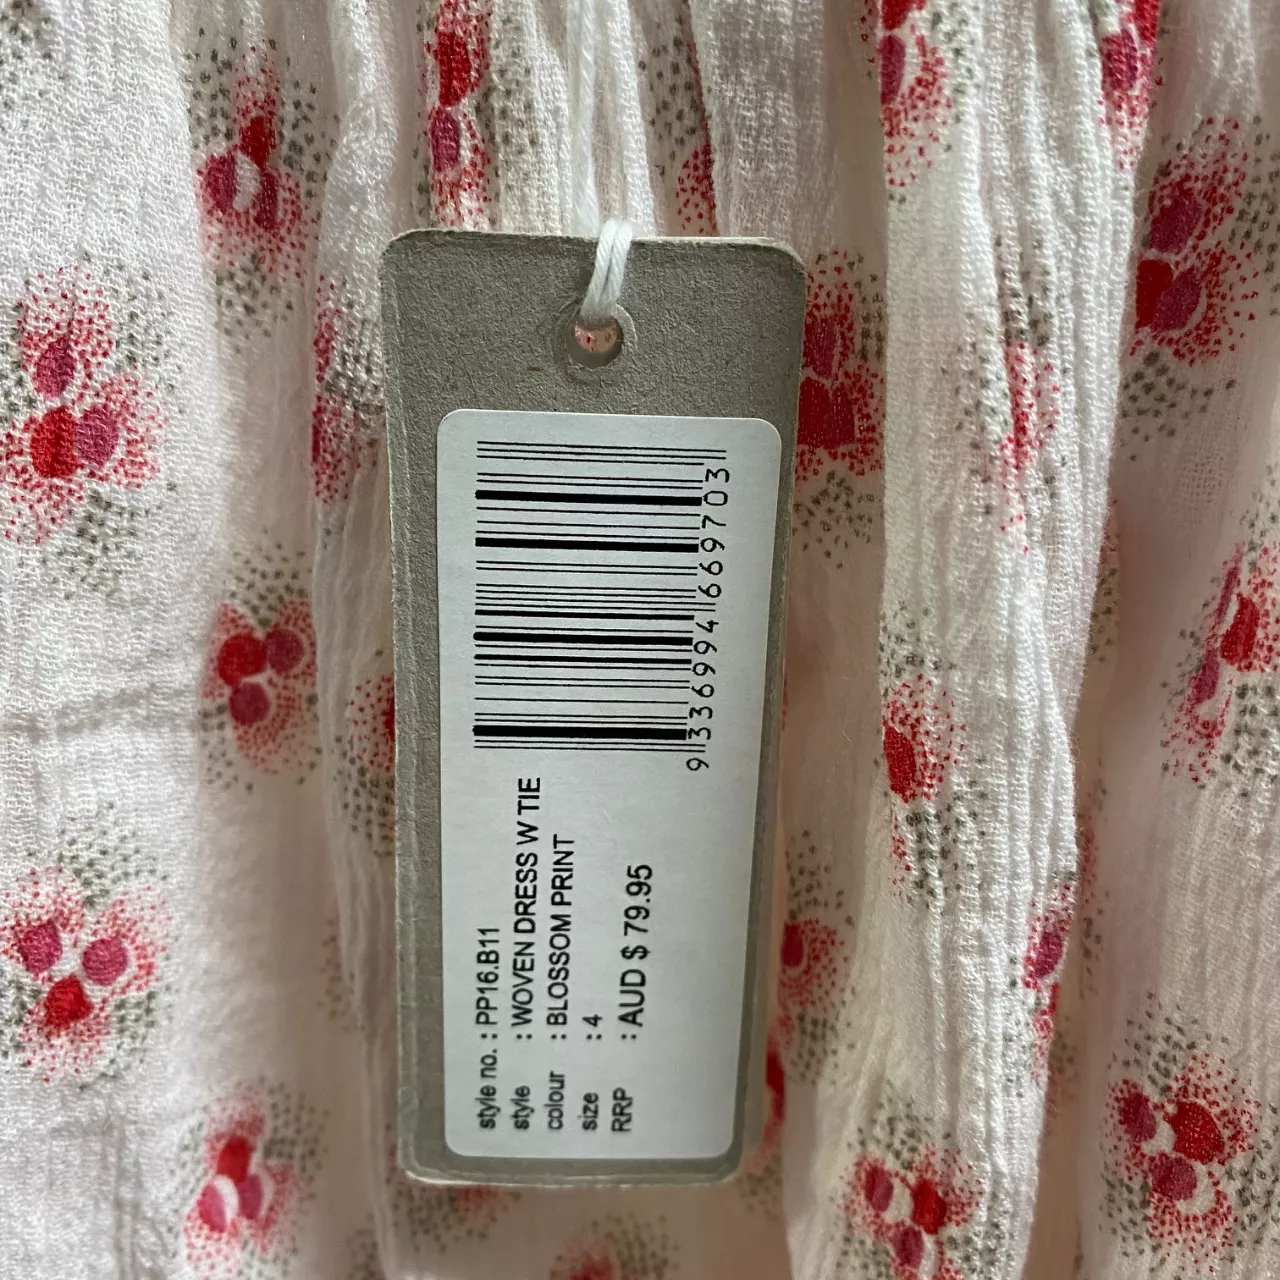 9 336994 669703
style no. : PP16.B11
style : WOVEN DRESS W TIE
colour : BLOSSOM PRINT
size : 4
RRP : AUD $ 79.95